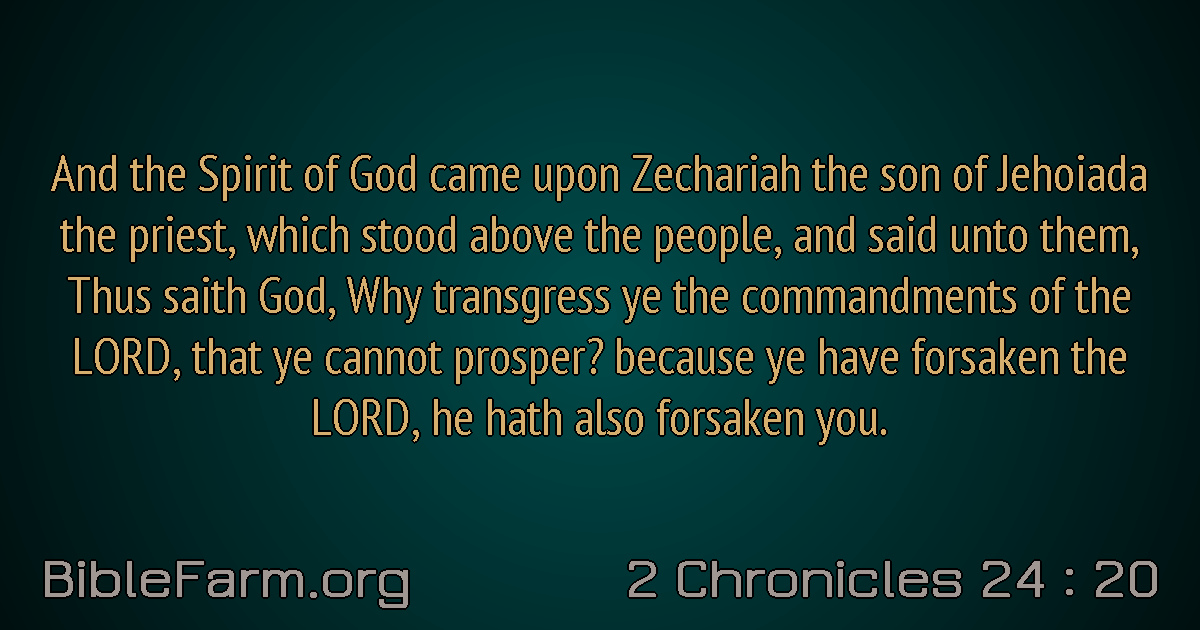 And the Spirit of God came upon Zechariah the son of Jehoiada
the priest, which stood above the people, and said unto them,
Thus saith God, Why transgress ye the commandments of the
LORD, that ye cannot prosper? because ye have forsaken the
LORD, he hath also forsaken you.
BibleFarm.org
2 Chronicles 24 : 20